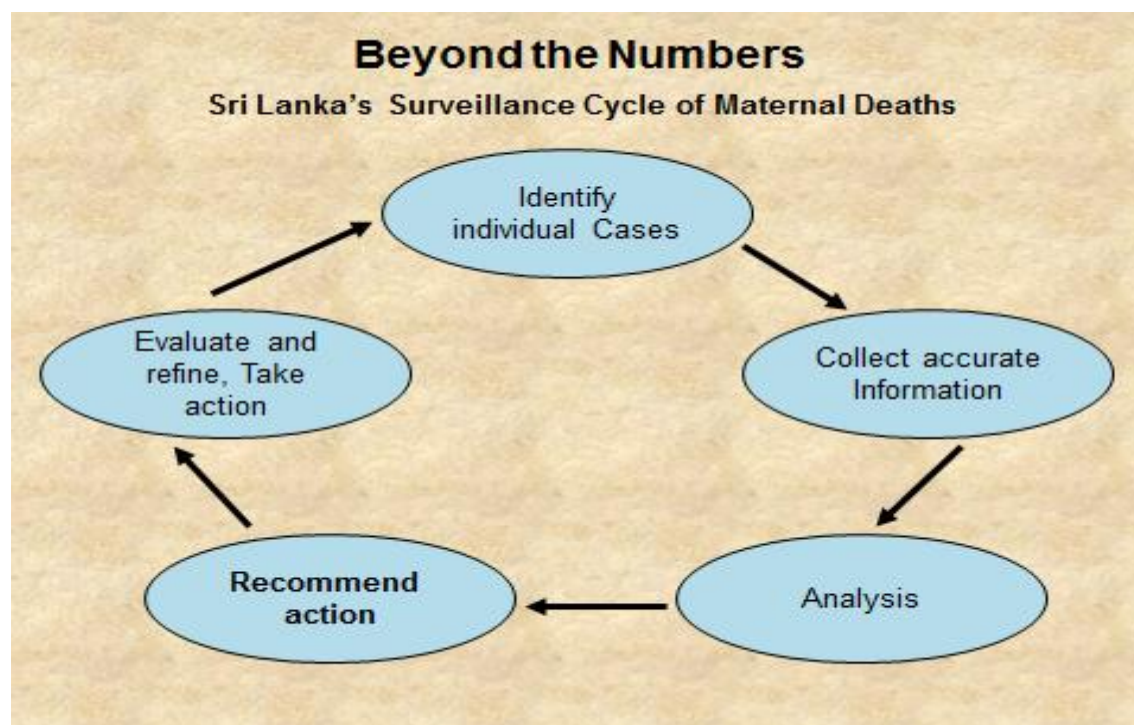 Beyond the Numbers
Sri Lanka's Surveillance Cycle of Maternal Deaths
Identify
individual Cases
Collect accurate
Information
Analysis
Recommend
action
Evaluate and
refine, Take
action